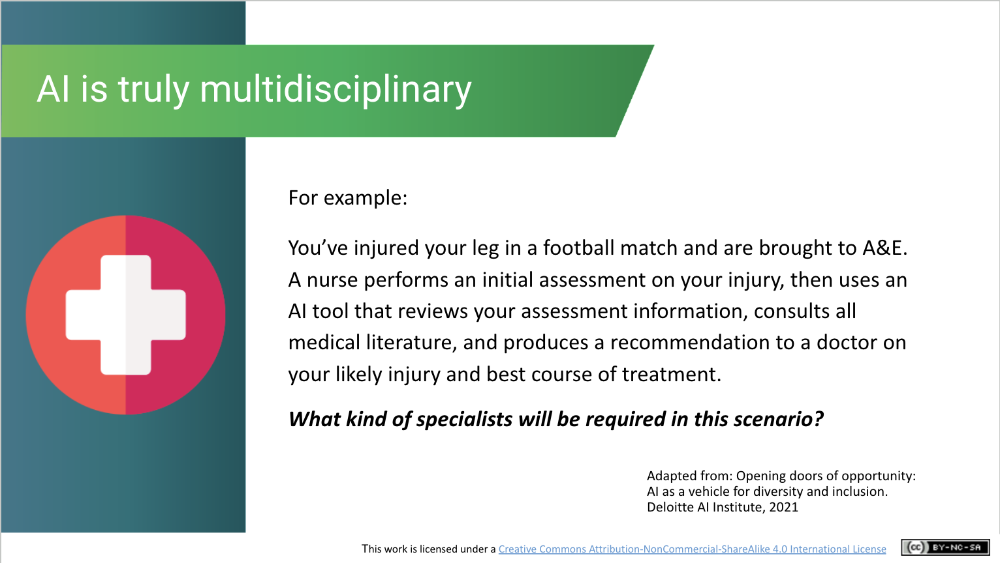 AI is truly multidisciplinary
For example:
You’ve injured your leg in a football match and are brought to A&E.
A nurse performs an initial assessment on your injury, then uses an
AI tool that reviews your assessment information, consults all
medical literature, and produces a recommendation to a doctor on
your likely injury and best course of treatment.
What kind of specialists will be required in this scenario?
Adapted from: Opening doors of opportunity:
AI as a vehicle for diversity and inclusion.
Deloitte AI Institute, 2021
This work is licensed under a Creative Commons Attribution-NonCommercial-ShareAlike 4.0 International License
cc BY-NC-SA